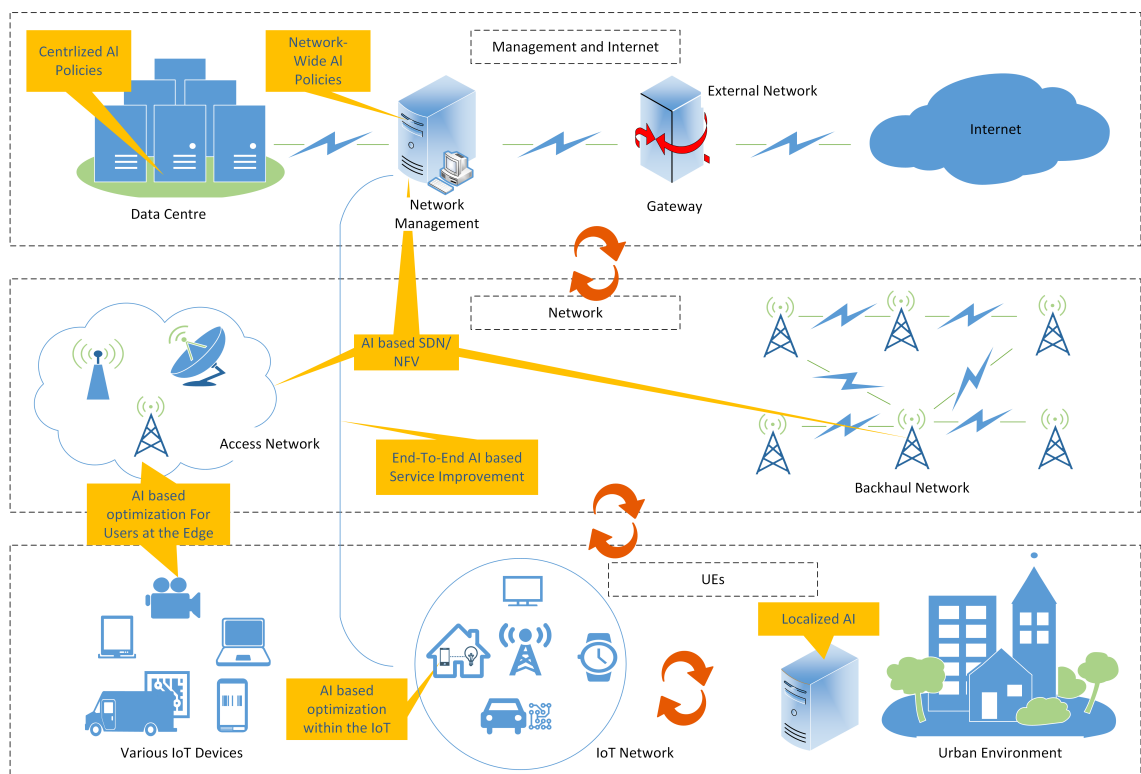 Centrlized AI
Policies
Network-
Wide AI
Policies
Management and Internet
External Network
Internet
Data Centre
Network
Management
Gateway
Network
AI based SDN/
NFV
Access Network
End-To-End AI based
Service Improvement
Backhaul Network
AI based
optimization For
Users at the Edge
UEs
Localized AI
AI based
optimization
within the IoT
Various IoT Devices
IoT Network
Urban Environment